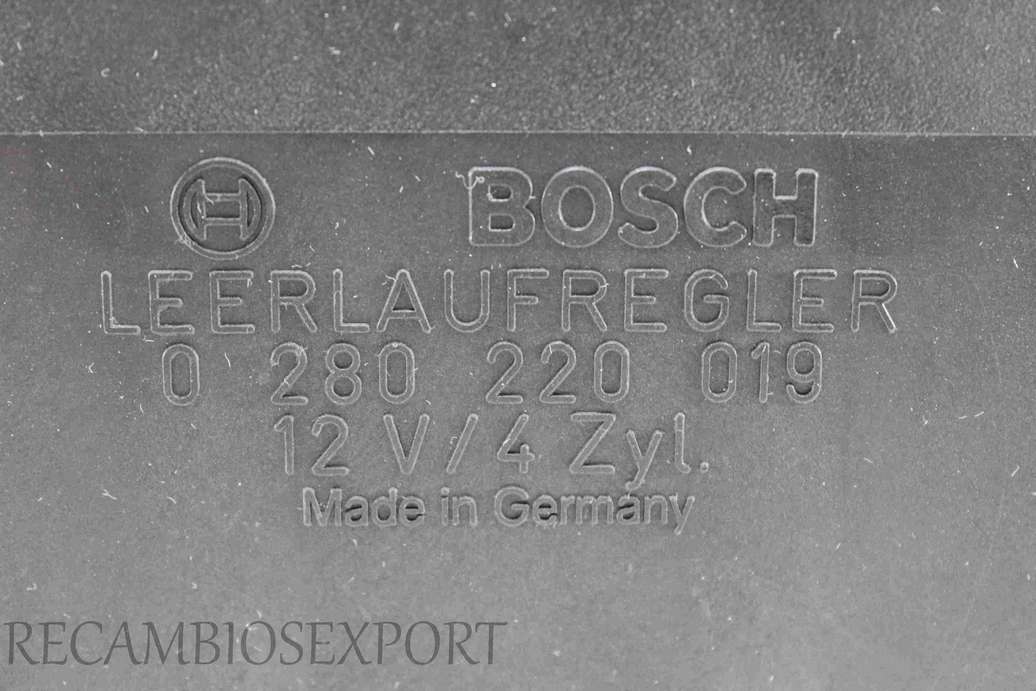 BOSCH
LEERLAUFREGLER
0 280 220 019
12 V/4 Zyl.
Made in Germany
RECAMBIOSEXPORT